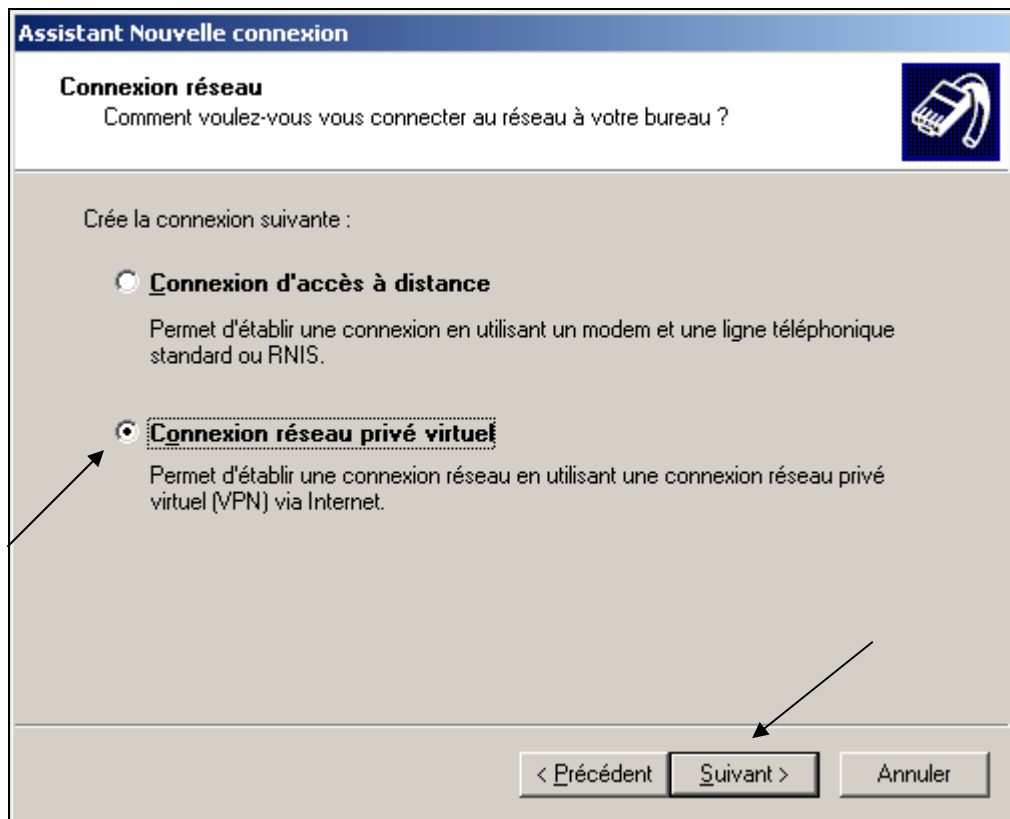 Assistant Nouvelle connexion
Connexion réseau
Comment voulez-vous vous connecter au réseau à votre bureau ?
Crée la connexion suivante :
Connexion d'accès à distance
Permet d'établir une connexion en utilisant un modem et une ligne téléphonique
standard ou RNIS.
Connexion réseau privé virtuel
Permet d'établir une connexion réseau en utilisant une connexion réseau privé
virtuel (VPN) via Internet.
< Précédent Suivant > Annuler